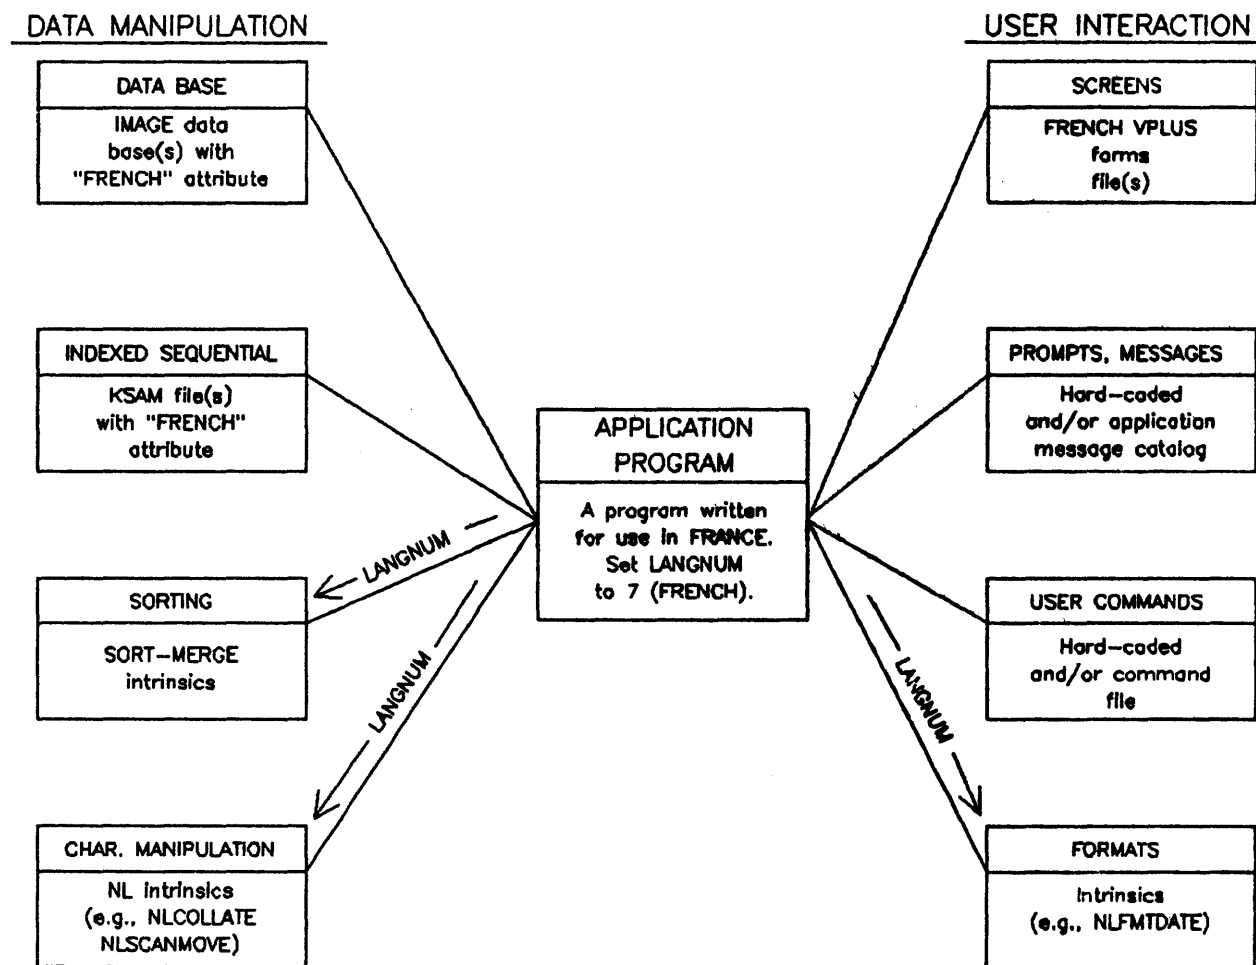 DATA MANIPULATION
DATA BASE
IMAGE data
base(s) with
"FRENCH" attribute
INDEXED SEQUENTIAL
KSAM file(s)
with "FRENCH"
attribute
SORTING
SORT-MERGE
intrinsics
CHAR. MANIPULATION
NL intrinsics
(e.g., NLCOLLATE
NLSCANMOVE)
LANGNUM
LANGNUM
APPLICATION
PROGRAM
A program written
for use in FRANCE.
Set LANGNUM
to 7 (FRENCH).
LANGNUM
USER INTERACTION
SCREENS
FRENCH VPLUS
forms
file(s)
PROMPTS, MESSAGES
Hard-coded
and/or application
message catalog
USER COMMANDS
Hard-coded
and/or command
file
FORMATS
Intrinsics
(e.g., NLFMTDATE)